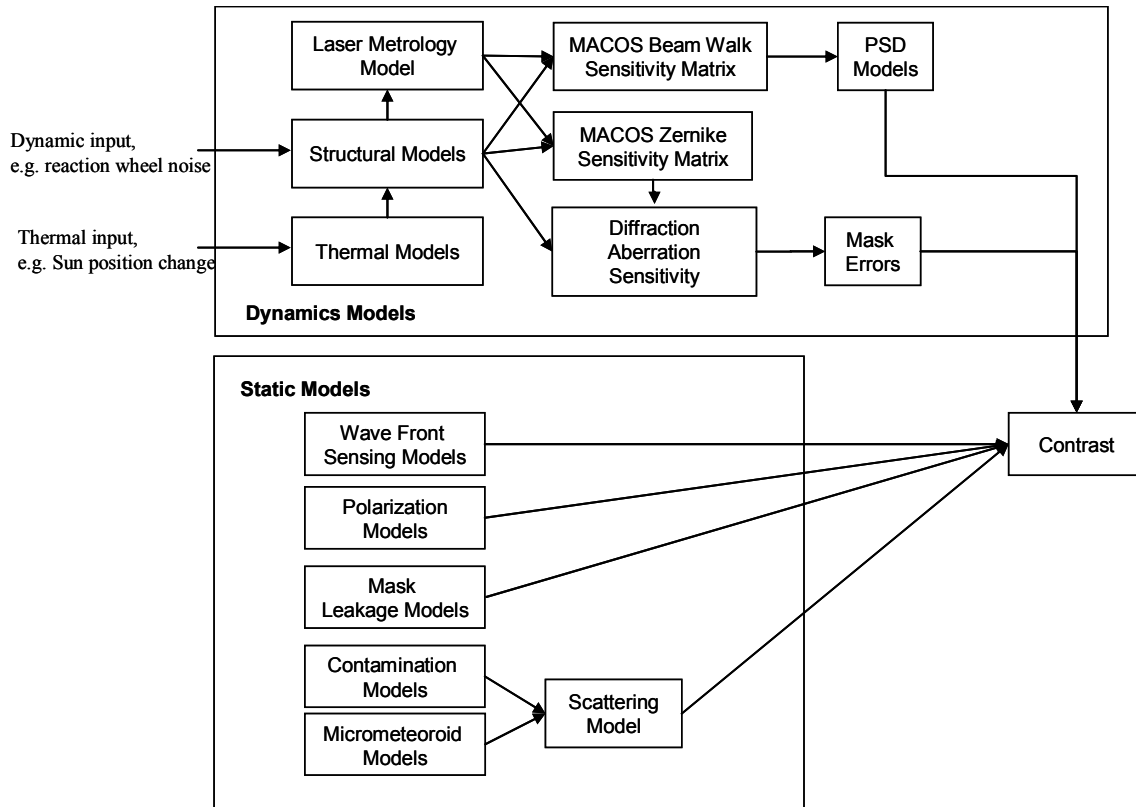 Laser Metrology
Model
MACOS Beam Walk
Sensitivity Matrix
PSD
Models
Dynamic input,
e.g. reaction wheel noise
Structural Models
MACOS Zernike
Sensitivity Matrix
Thermal input,
e.g. Sun position change
Thermal Models
Diffraction
Aberration
Sensitivity
Mask
Errors
Dynamics Models
Static Models
Wave Front
Sensing Models
Contrast
Polarization
Models
Mask
Leakage Models
Contamination
Models
Scattering
Model
Micrometeoroid
Models